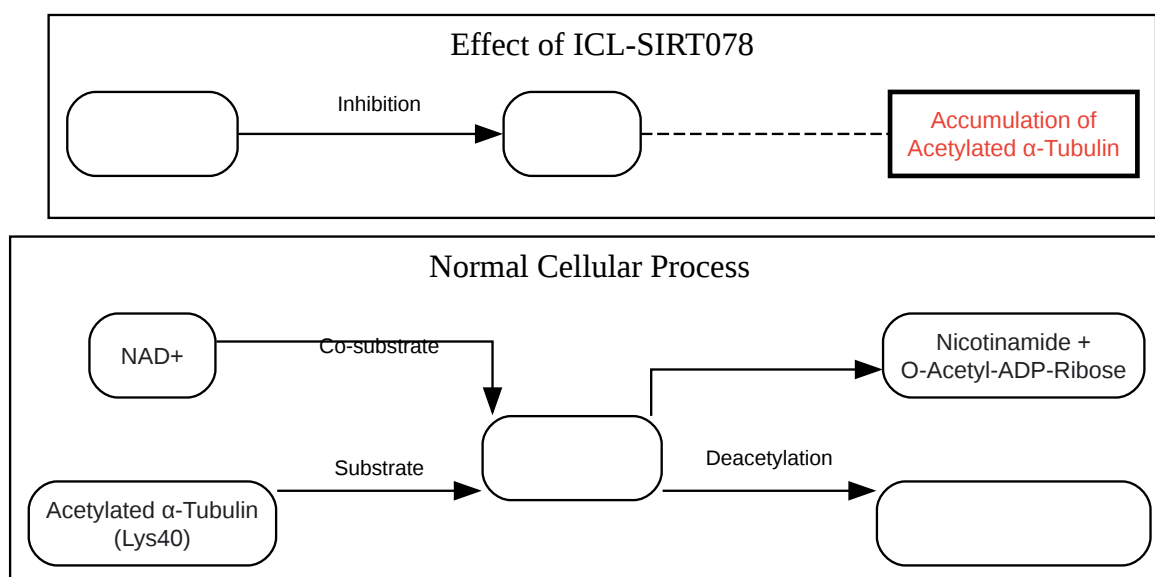 Effect of ICL-SIRT078
Inhibition
Accumulation of
Acetylated α-Tubulin
Normal Cellular Process
NAD+
Co-substrate
Nicotinamide +
O-Acetyl-ADP-Ribose
Substrate
Deacetylation
Acetylated α-Tubulin
(Lys40)